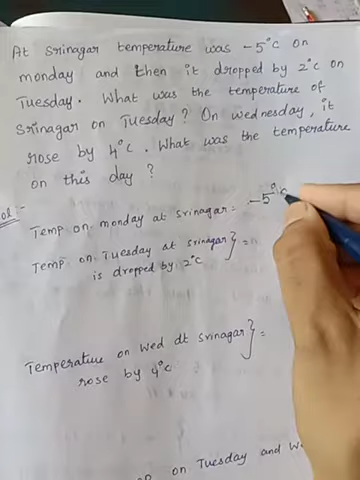 At Srinagar temperature was -5°C on
monday and then it dropped by 2°C on
Tuesday. What was the temperature of
Srinagar on Tuesday? On wednesday, it
rose by 4°C. What was the temperature
on this day?
Sol:-
Temp on monday at Srinagar = -5°C
Temp on Tuesday at Srinagar } =
is dropped by 2°C
Temperature on Wed at Srinagar } =
rose by 4°C
on Tuesday and